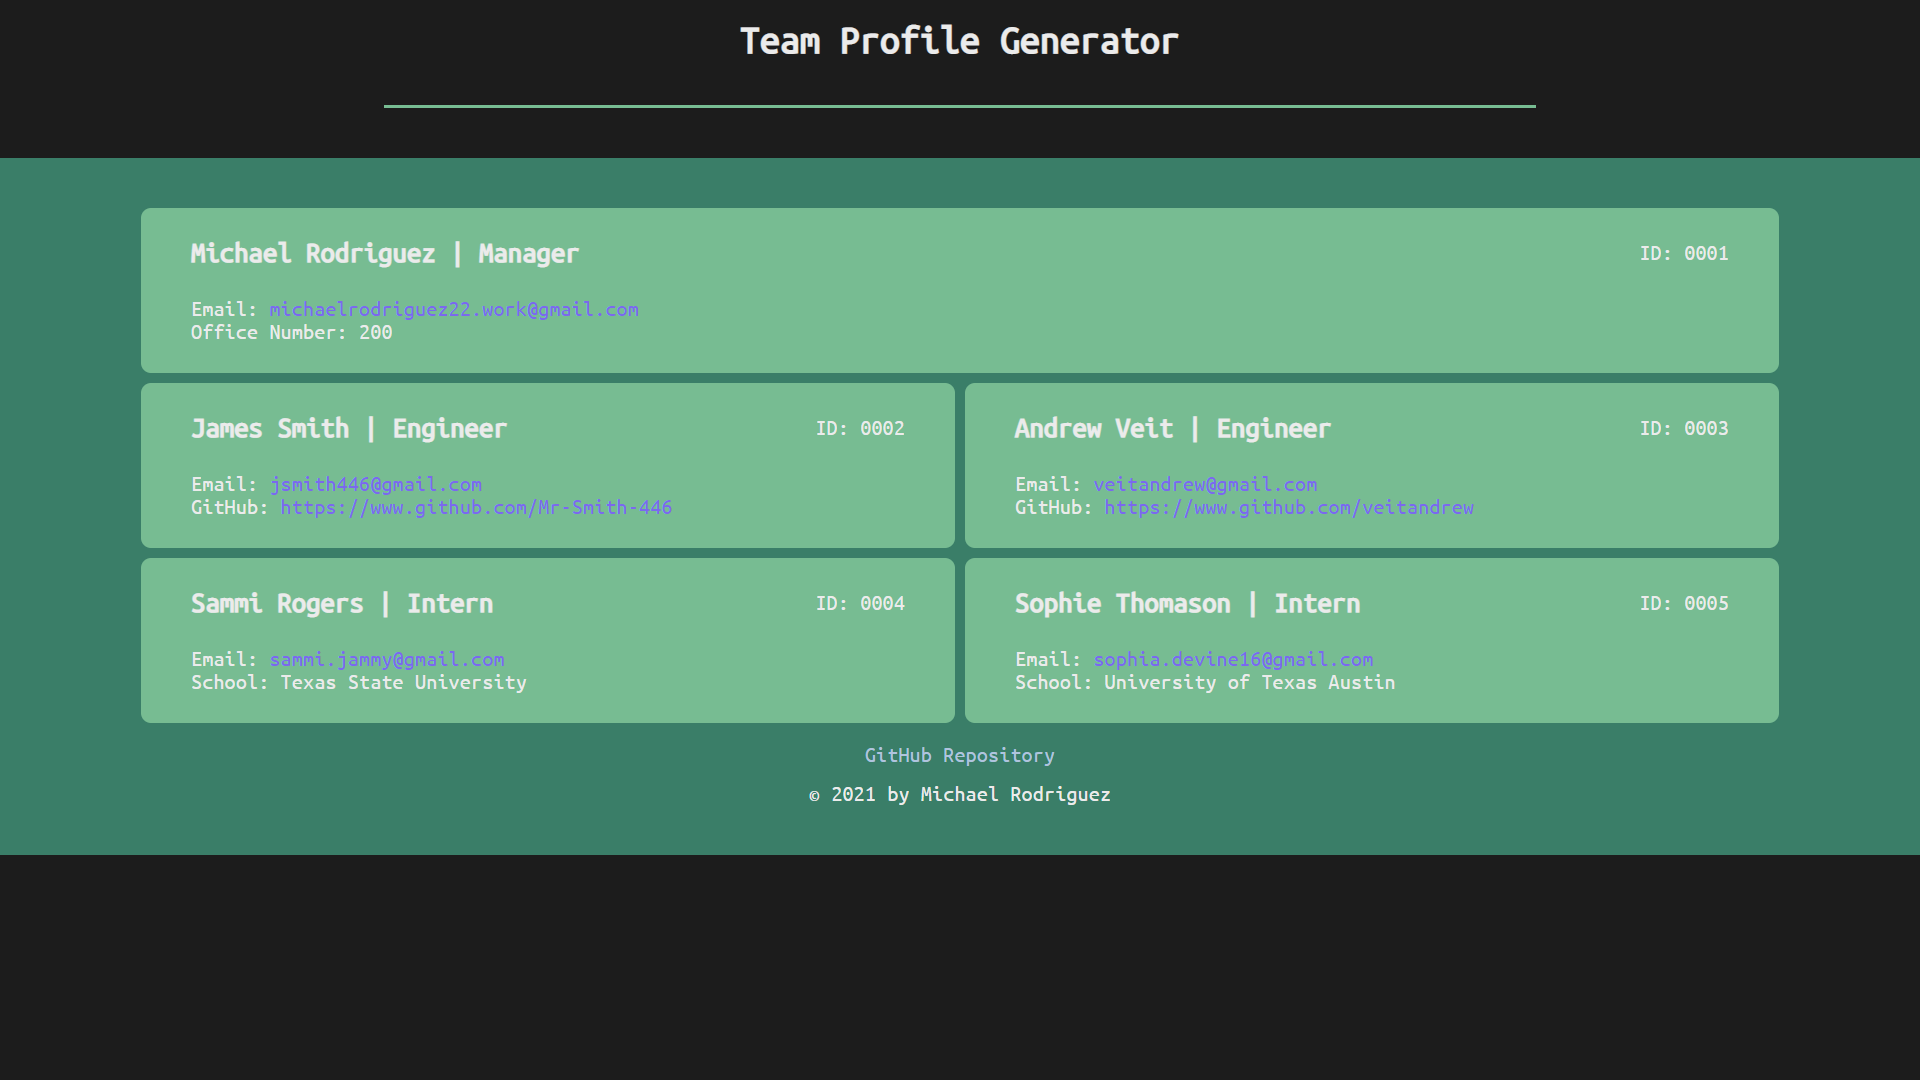 Team Profile Generator
Michael Rodriguez | Manager
ID: 0001
Email: michaelrodriguez22.work@gmail.com
Office Number: 200
James Smith | Engineer
ID: 0002
Email: jsmith446@gmail.com
GitHub: https://www.github.com/Mr-Smith-446
Andrew Veit | Engineer
ID: 0003
Email: veitandrew@gmail.com
GitHub: https://www.github.com/veitandrew
Sammi Rogers | Intern
ID: 0004
Email: sammi.jammy@gmail.com
School: Texas State University
Sophie Thomason | Intern
ID: 0005
Email: sophia.devine16@gmail.com
School: University of Texas Austin
GitHub Repository
© 2021 by Michael Rodriguez